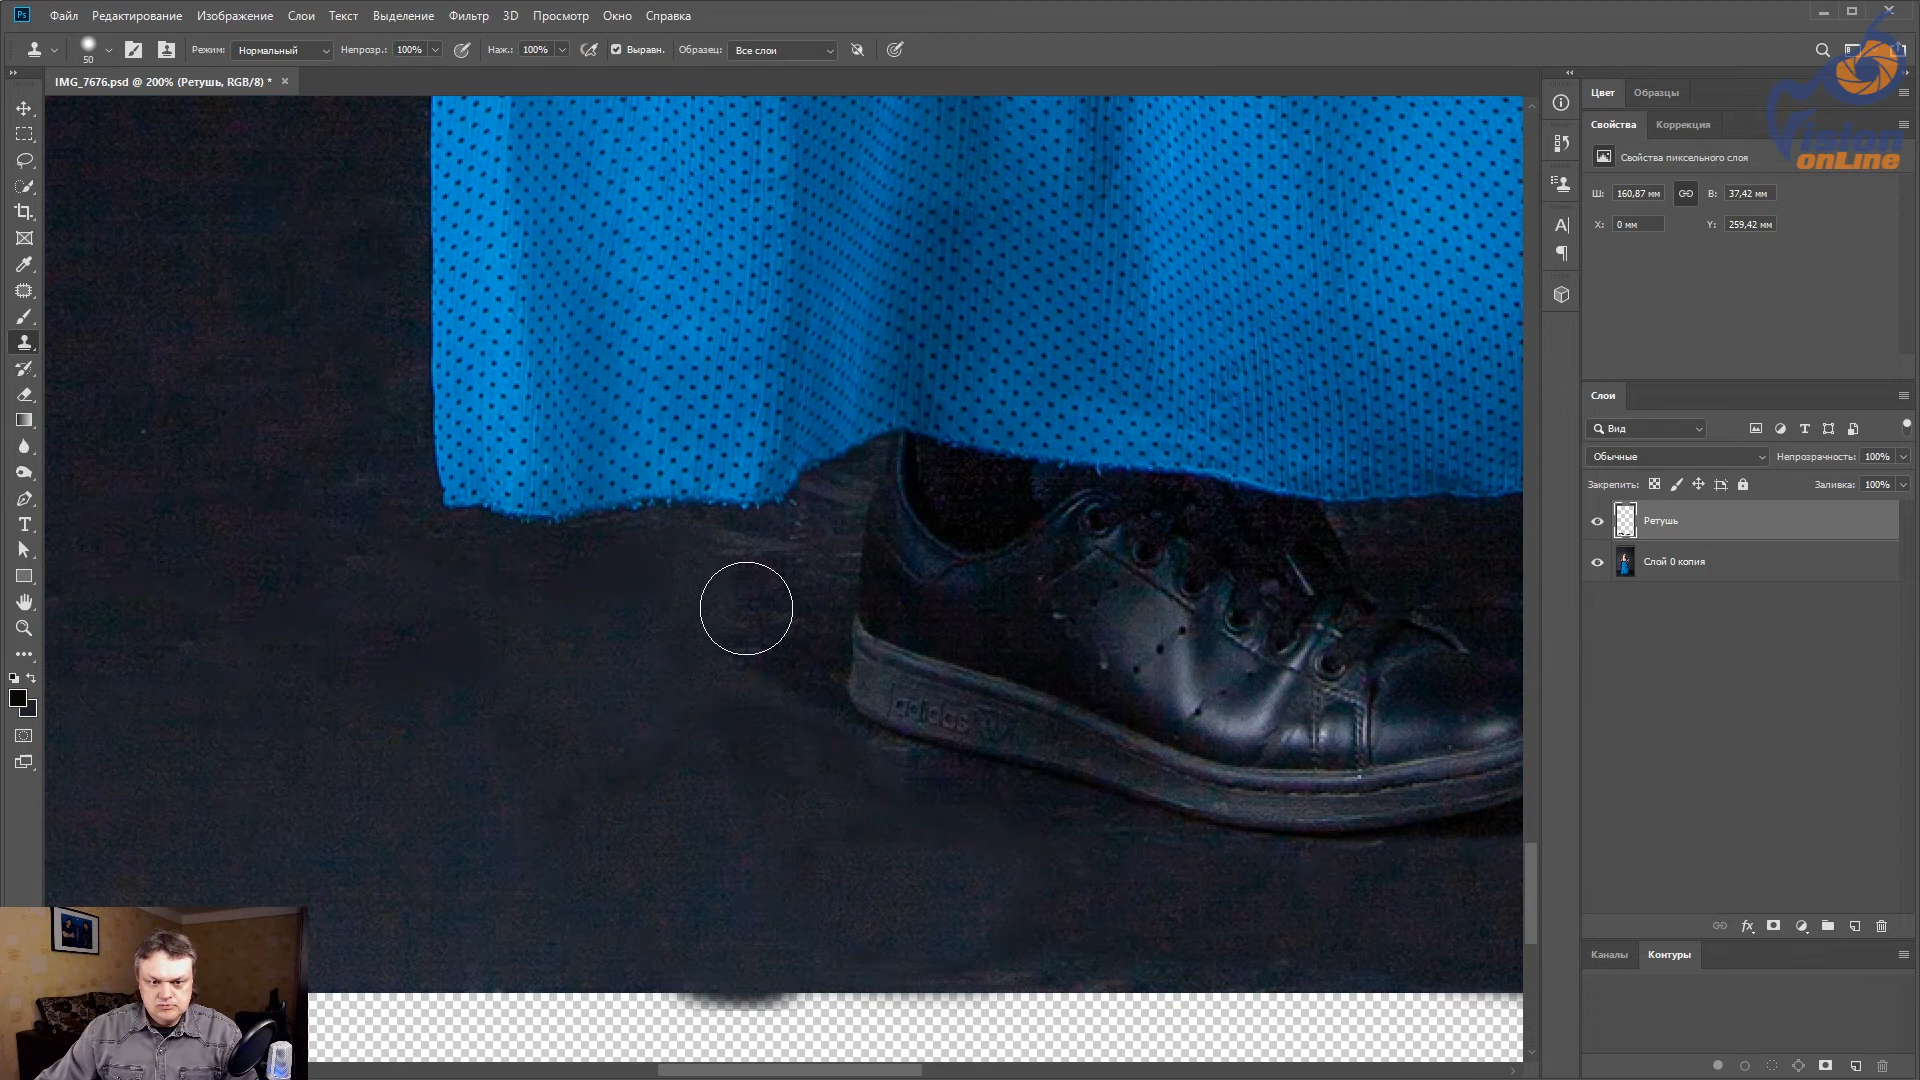 Ps Файл Редактирование Изображение Слои Текст Выделение Фильтр 3D Просмотр Окно Справка
50 Режим: Нормальный Непрозр.: 100% Наж.: 100% Выравн. Образец: Все слои
IMG_7676.psd @ 200% (Ретушь, RGB/8) *
Цвет Образцы
Свойства Коррекция
Vision
onLine
Свойства пиксельного слоя
Ш: 160,87 мм В: 37,42 мм
X: 0 мм Y: 259,42 мм
Слои
Вид
Обычные Непрозрачность: 100%
Закрепить: Заливка: 100%
Ретушь
Слой 0 копия
adidas
Каналы Контуры